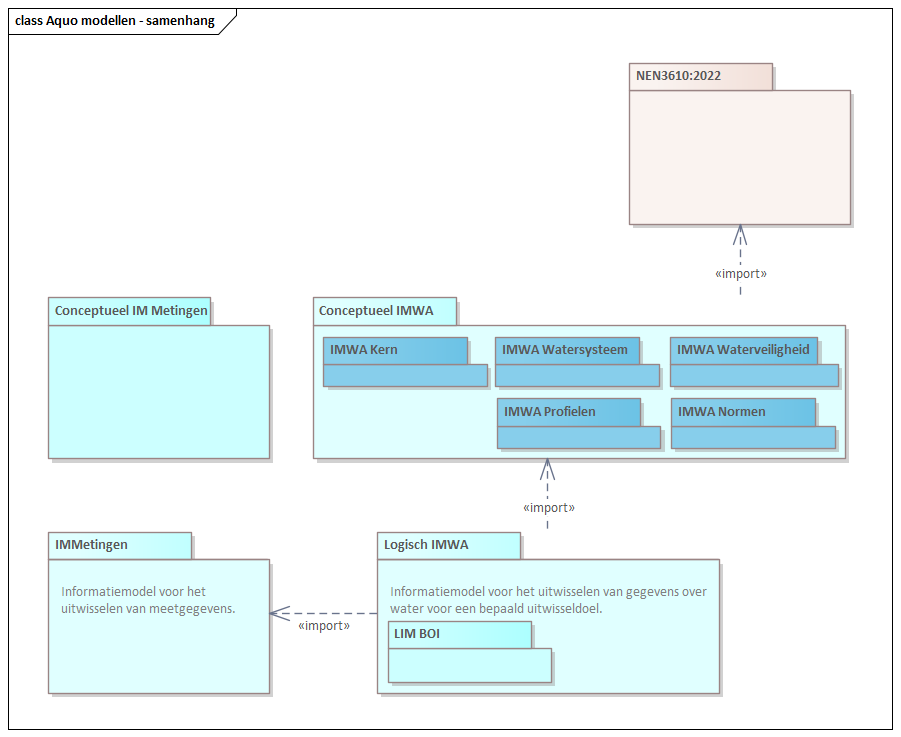 class Aquo modellen - samenhang
NEN3610:2022
«import»
Conceptueel IM Metingen
Conceptueel IMWA
IMWA Kern
IMWA Watersysteem
IMWA Waterveiligheid
IMWA Profielen
IMWA Normen
«import»
IMMetingen
Informatiemodel voor het
uitwisselen van meetgegevens.
«import»
Logisch IMWA
Informatiemodel voor het uitwisselen van gegevens over
water voor een bepaald uitwisseldoel.
LIM BOI